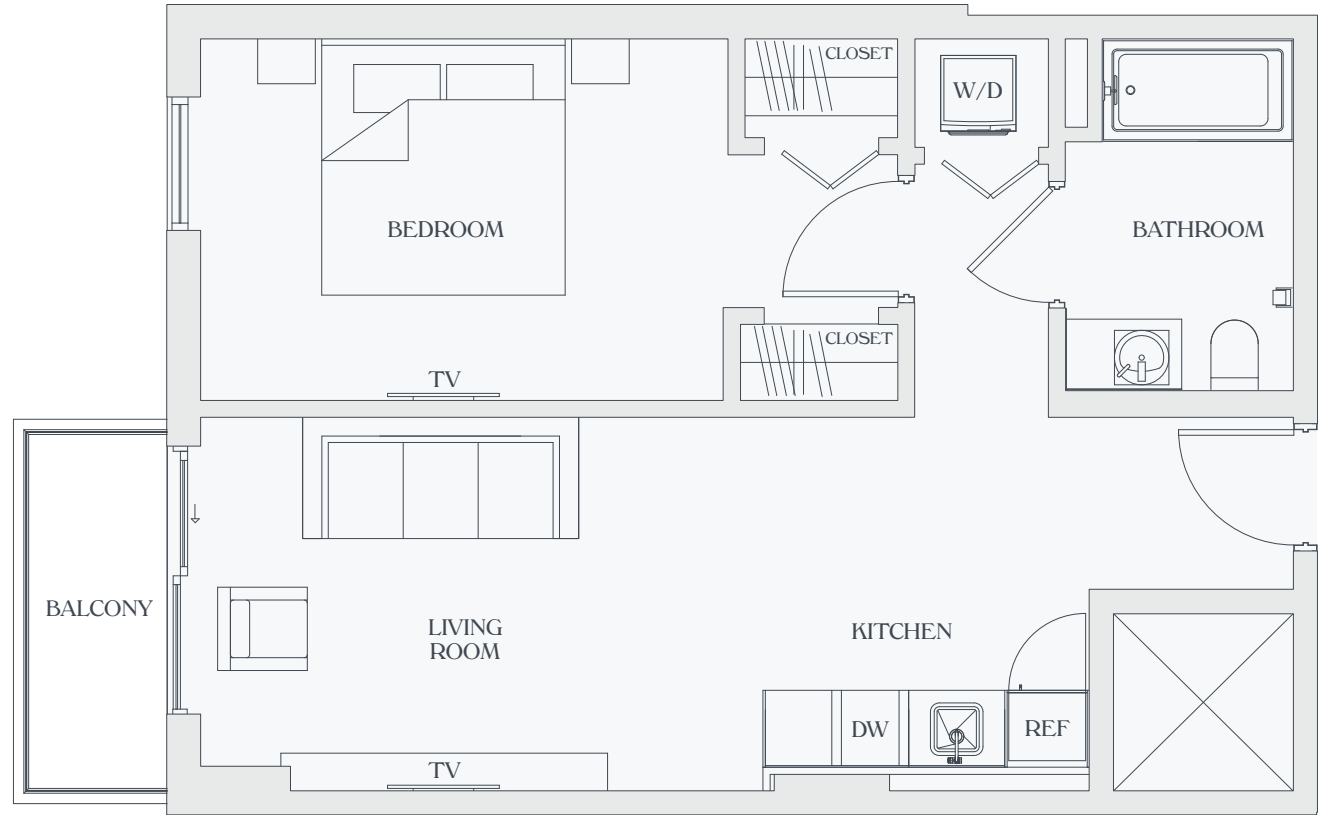 CLOSET
W/D
BEDROOM
BATHROOM
CLOSET
TV
BALCONY
LIVING
ROOM
KITCHEN
DW
REF
TV